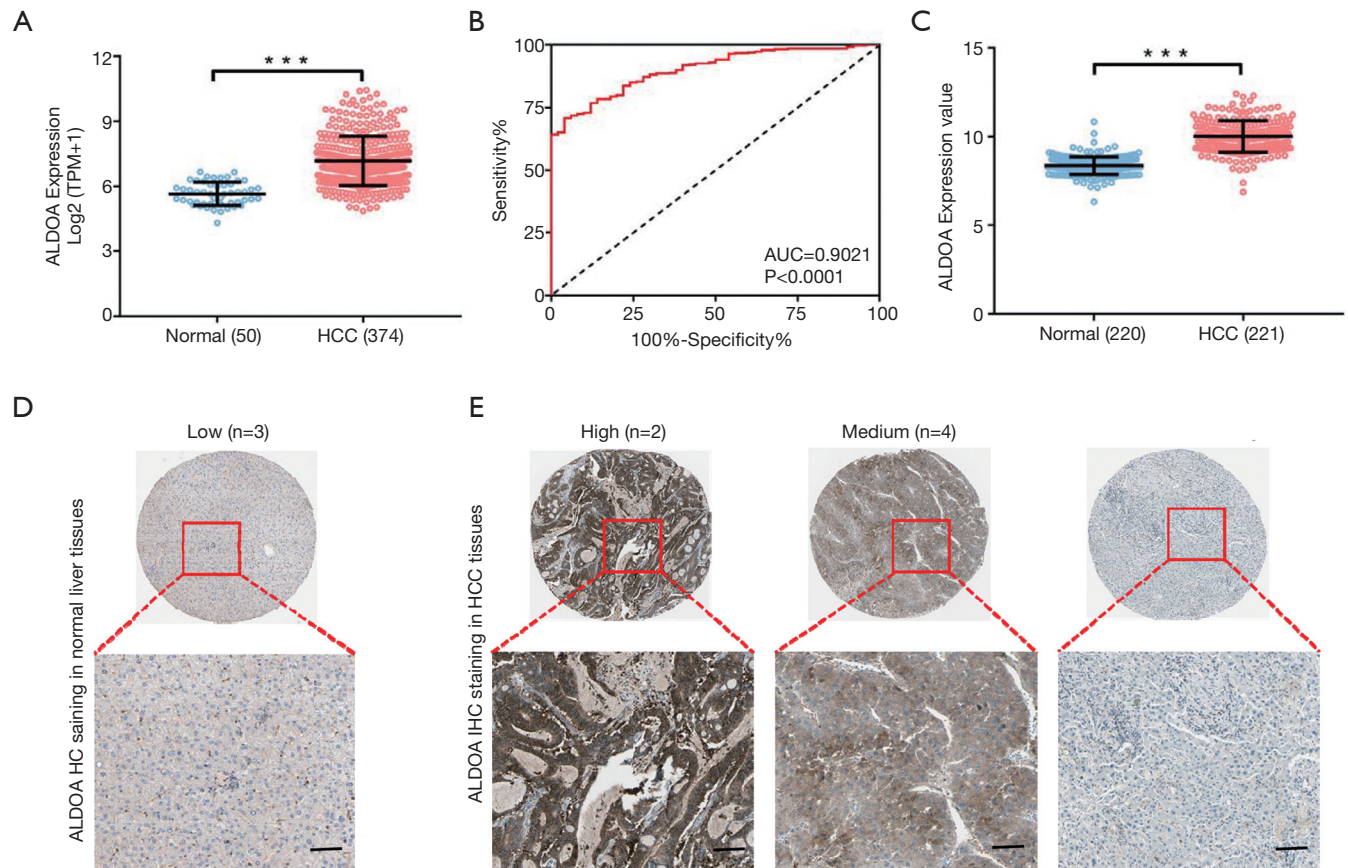 A
ALDOA Expression
Log2 (TPM+1)
12
9
6
3
0
* * *
Normal (50)
HCC (374)
B
Sensitivity%
100
75
50
25
0
0
25
50
75
100
100%-Specificity%
AUC=0.9021
P<0.0001
C
ALDOA Expression value
15
10
5
0
* * *
Normal (220)
HCC (221)
D
Low (n=3)
ALDOA HC saining in normal liver tissues
E
High (n=2)
Medium (n=4)
ALDOA IHC staining in HCC tissues